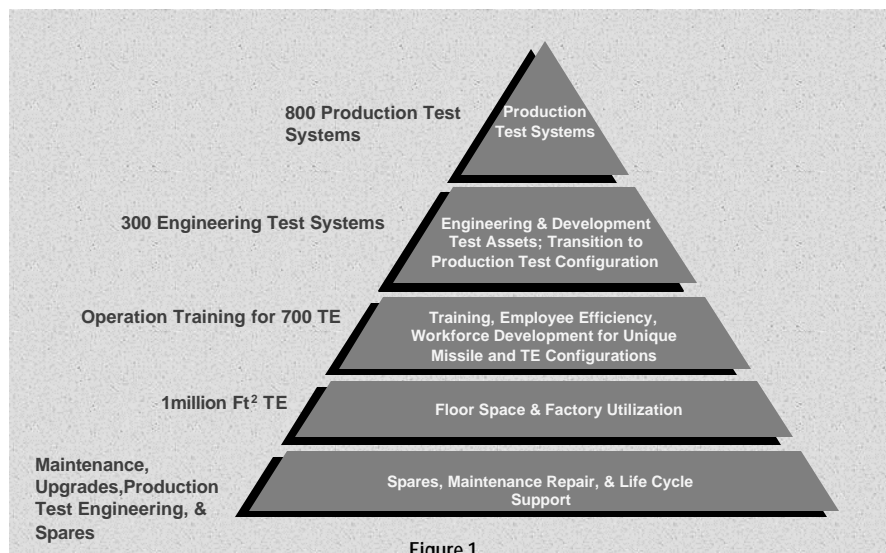 800 Production Test
Systems
Production
Test Systems
300 Engineering Test Systems
Engineering & Development
Test Assets; Transition to
Production Test Configuration
Operation Training for 700 TE
Training, Employee Efficiency,
Workforce Development for Unique
Missile and TE Configurations
1million Ft² TE
Floor Space & Factory Utilization
Maintenance,
Upgrades,Production
Test Engineering, &
Spares
Spares, Maintenance Repair, & Life Cycle
Support
Figure 1